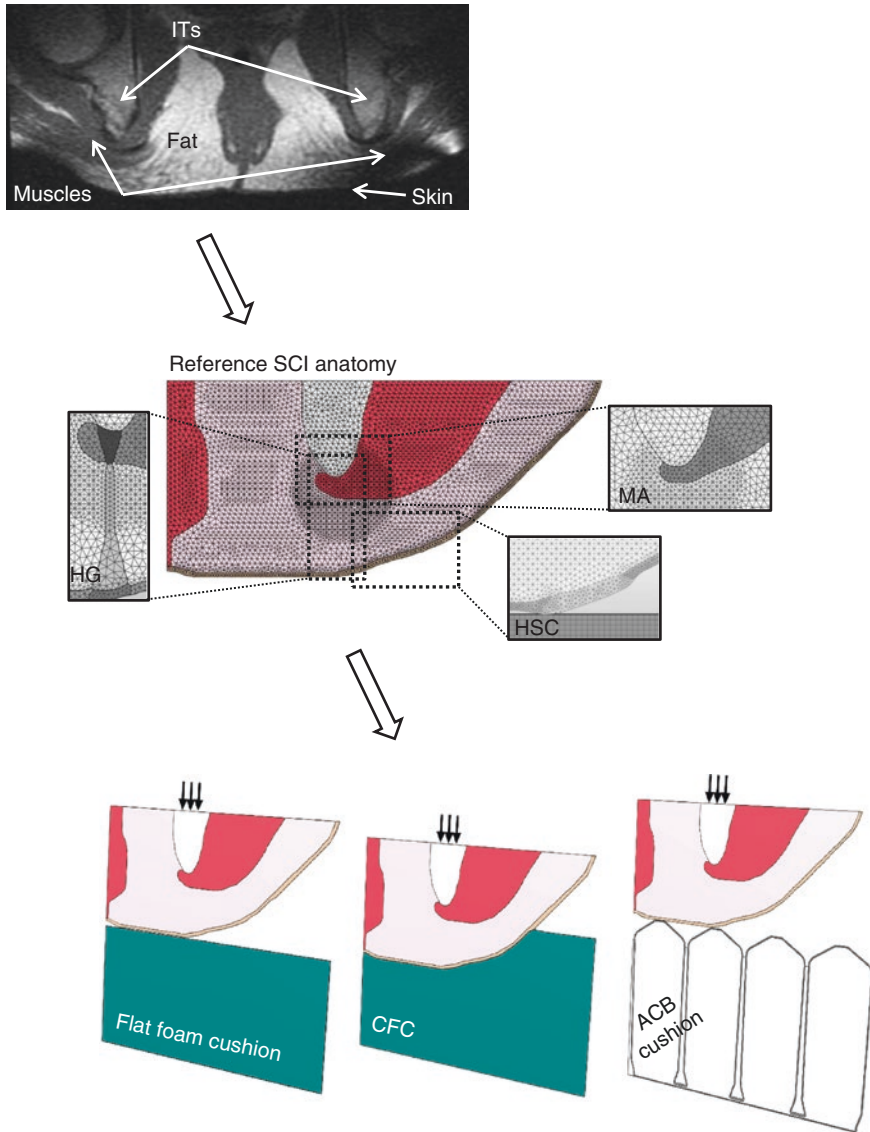 ITs
Fat
Muscles
Skin
Reference SCI anatomy
HG
MA
HSC
Flat foam cushion
CFC
ACB
cushion